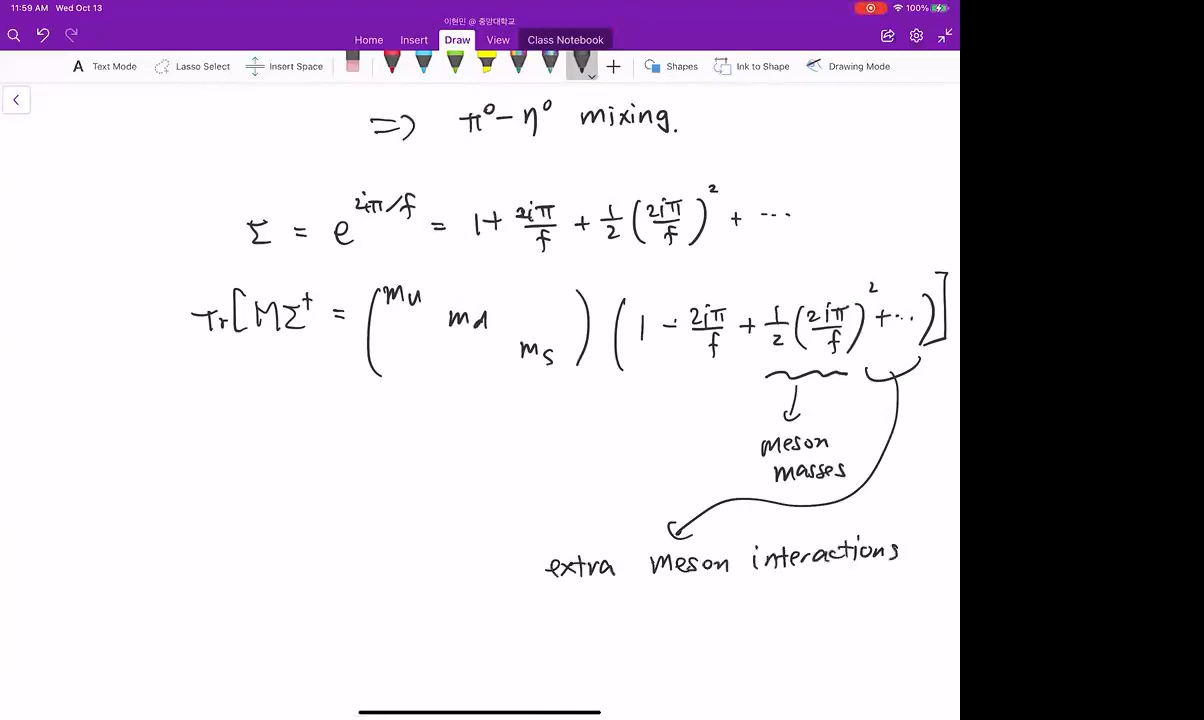 11:59 AM Wed Oct 13
100%
이현민 @ 중앙대학교
Home Insert Draw View Class Notebook
Text Mode Lasso Select Insert Space Shapes Ink to Shape Drawing Mode
⇒ π⁰ - η⁰ mixing.
Σ = e^{2iπ/f} = 1 + 2iπ/f + 1/2 (2iπ/f)² + ...
Tr[MΣ† = (mu md ms) (1 - 2iπ/f + 1/2 (2iπ/f)² + ...)]
meson
masses
extra meson interactions